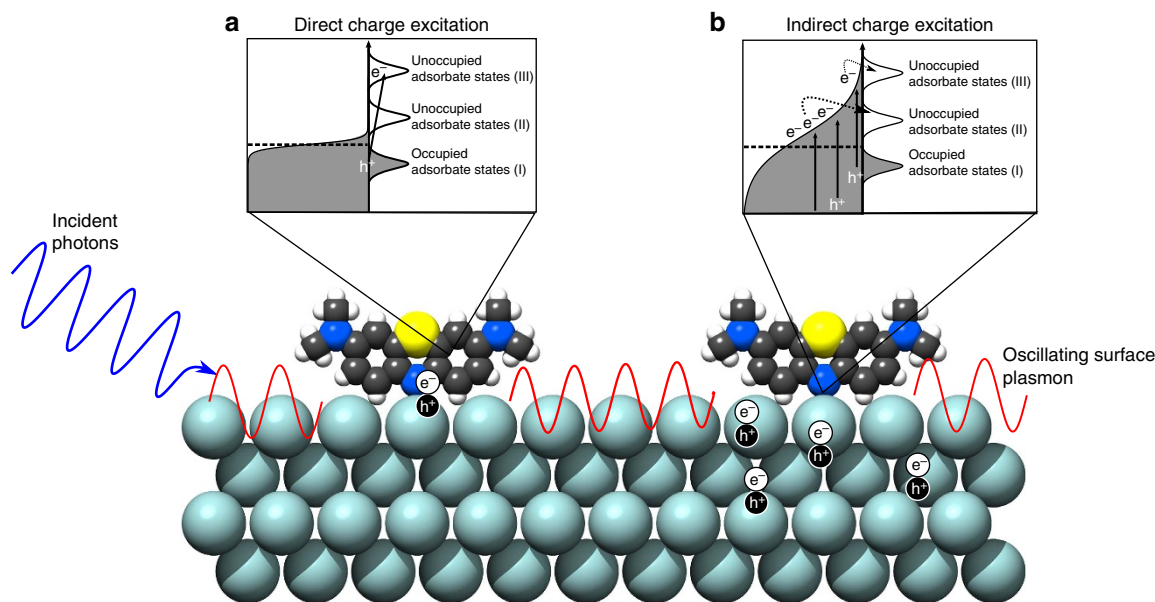 a
Direct charge excitation
e–
Unoccupied
adsorbate states (III)
Unoccupied
adsorbate states (II)
Occupied
adsorbate states (I)
h+
b
Indirect charge excitation
e–
Unoccupied
adsorbate states (III)
e– e– e–
Unoccupied
adsorbate states (II)
Occupied
adsorbate states (I)
h+
h+
Incident
photons
Oscillating surface
plasmon
e–
h+
e–
h+
e–
h+
e–
h+
e–
h+